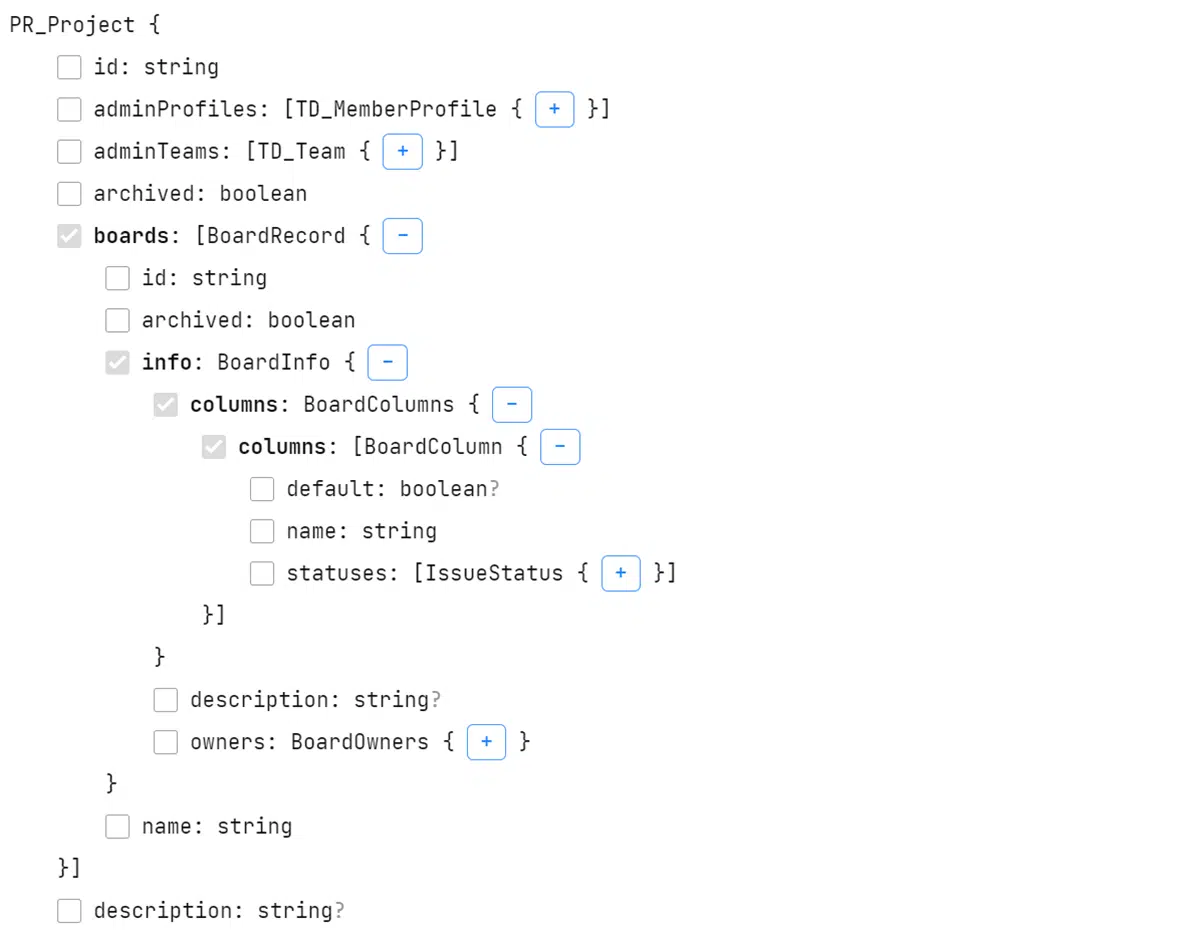 PR_Project {
id: string
adminProfiles: [TD_MemberProfile { + }]
adminTeams: [TD_Team { + }]
archived: boolean
boards: [BoardRecord { −
id: string
archived: boolean
info: BoardInfo { −
columns: BoardColumns { −
columns: [BoardColumn { −
default: boolean?
name: string
statuses: [IssueStatus { + }]
}]
}
description: string?
owners: BoardOwners { + }
}
name: string
}]
description: string?